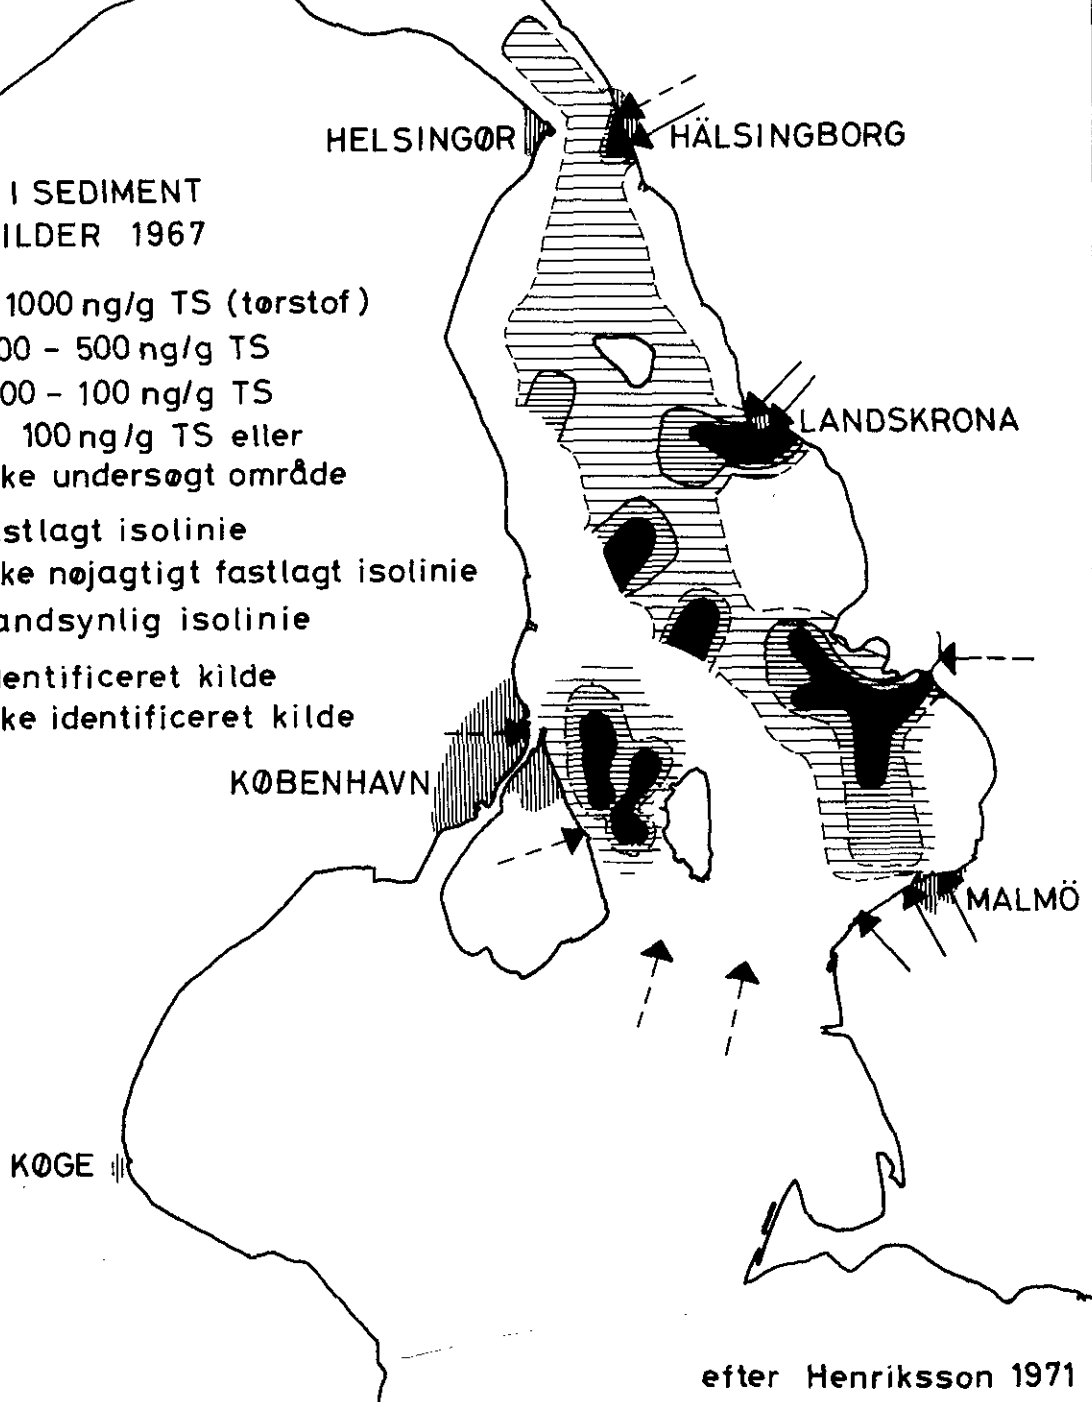 HELSINGØR
HÄLSINGBORG
I SEDIMENT
ILDER 1967
1000 ng/g TS (tørstof)
00 - 500 ng/g TS
00 - 100 ng/g TS
100 ng/g TS eller
ke undersøgt område
stlagt isolinie
ke nøjagtigt fastlagt isolinie
andsynlig isolinie
entificeret kilde
ke identificeret kilde
LANDSKRONA
KØBENHAVN
MALMÖ
KØGE
efter Henriksson 1971